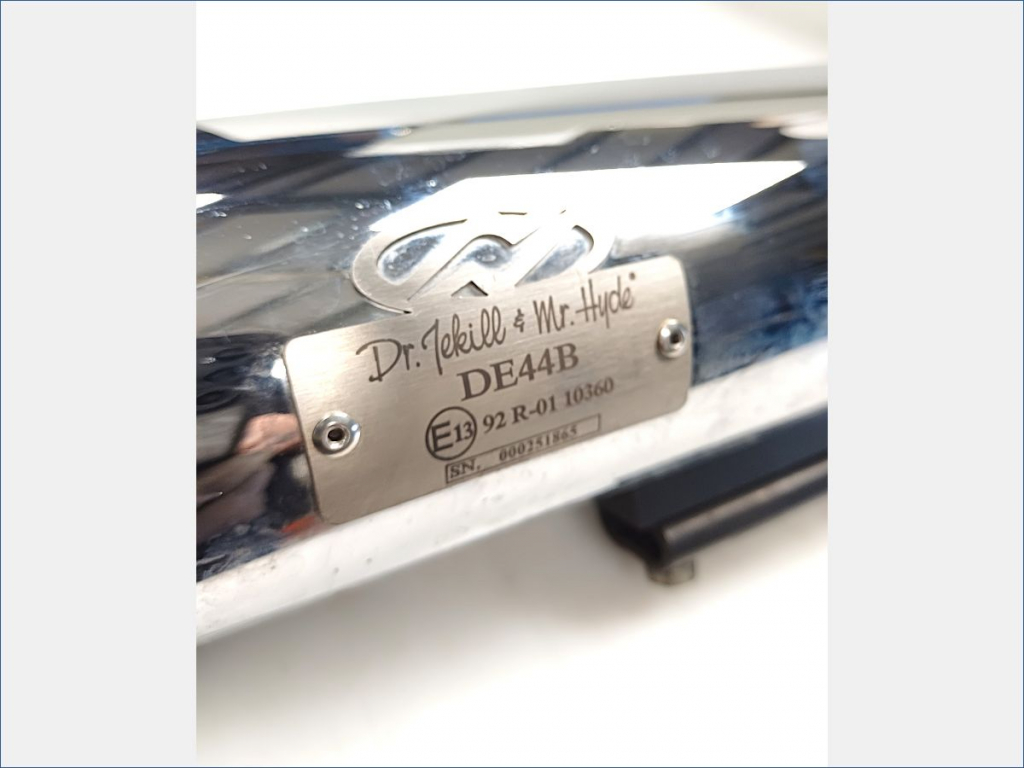 Dr. Jekill & Mr. Hyde®
DE44B
E13 92 R-01 10360
SN. 000251865